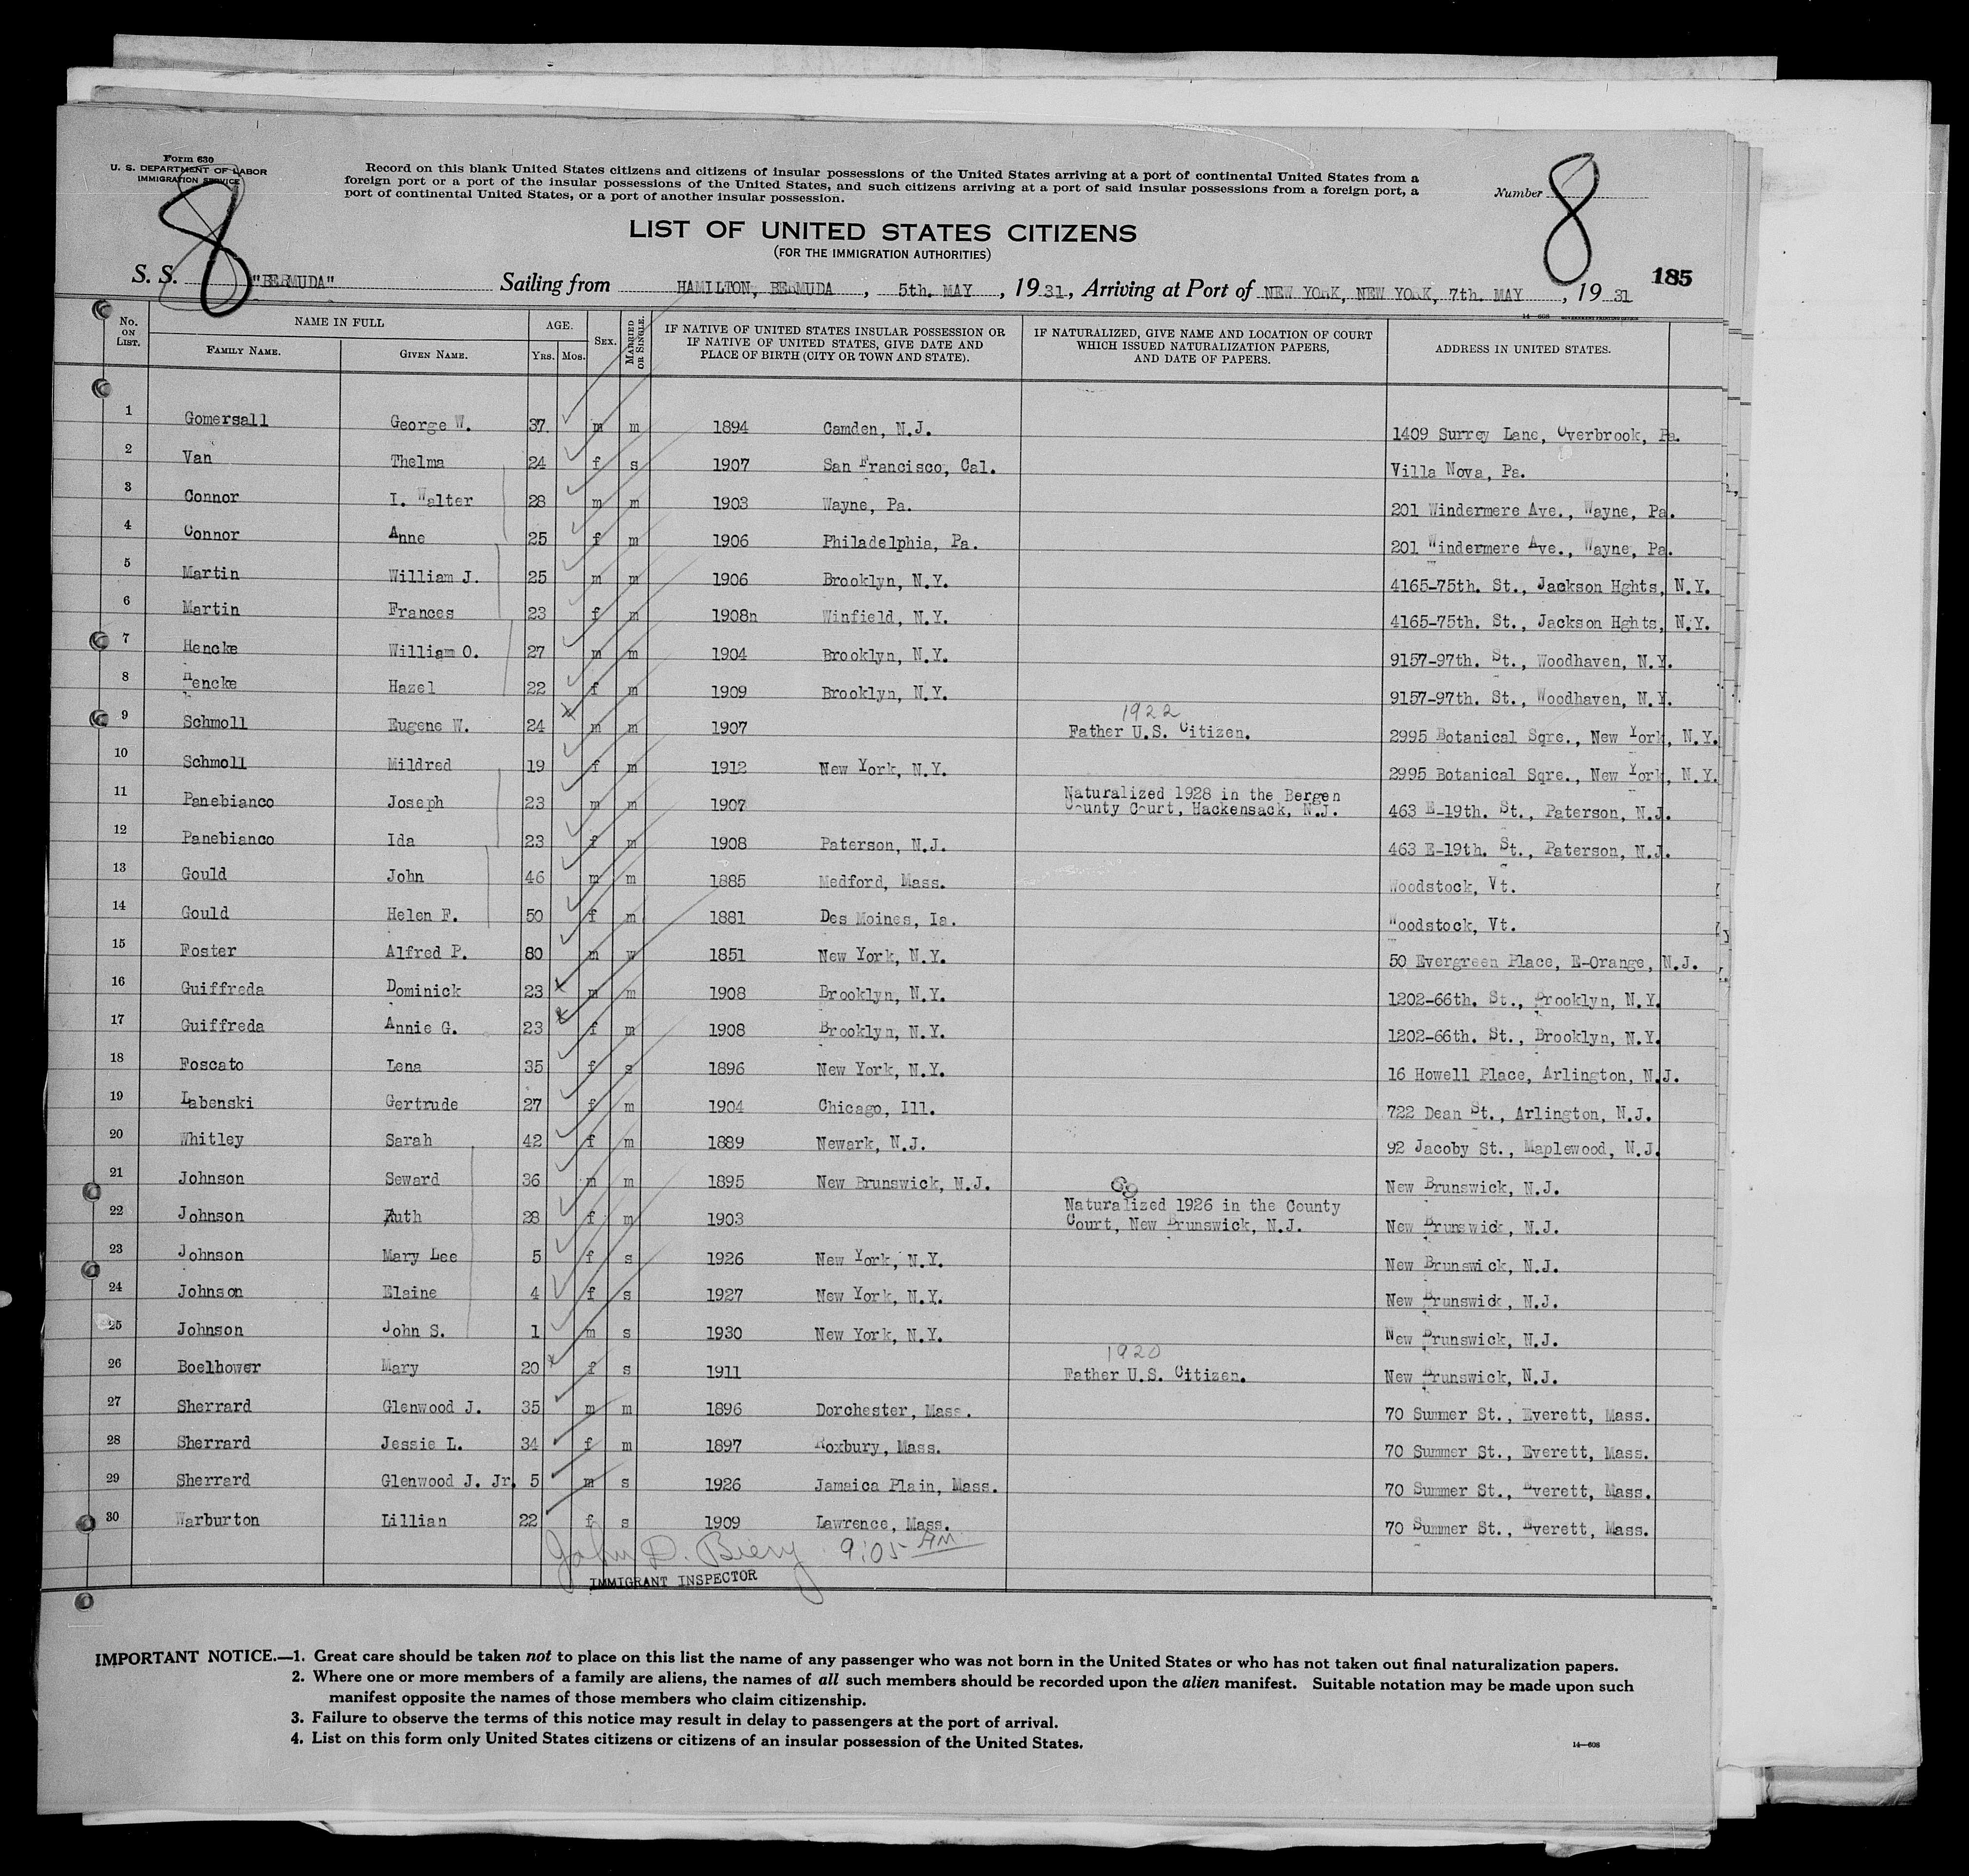 Form 630
U. S. DEPARTMENT OF LABOR
IMMIGRATION SERVICE
8
Record on this blank United States citizens and citizens of insular possessions of the United States arriving at a port of continental United States from a
foreign port or a port of the insular possessions of the United States, and such citizens arriving at a port of said insular possessions from a foreign port, a
port of continental United States, or a port of another insular possession.
Number 8
LIST OF UNITED STATES CITIZENS
(FOR THE IMMIGRATION AUTHORITIES)
S. S. "BERMUDA" Sailing from HAMILTON, BERMUDA, 5th. MAY, 1931, Arriving at Port of NEW YORK, NEW YORK, 7th. MAY, 19 31
185
14—608 GOVERNMENT PRINTING OFFICE
No. ON LIST. NAME IN FULL FAMILY NAME. GIVEN NAME. AGE. Yrs. Mos. Sex. MARRIED OR SINGLE. IF NATIVE OF UNITED STATES INSULAR POSSESSION OR IF NATIVE OF UNITED STATES, GIVE DATE AND PLACE OF BIRTH (CITY OR TOWN AND STATE). IF NATURALIZED, GIVE NAME AND LOCATION OF COURT WHICH ISSUED NATURALIZATION PAPERS, AND DATE OF PAPERS. ADDRESS IN UNITED STATES.
1 Gomersall George W. 37 m m 1894 Camden, N.J. 1409 Surrey Lane, Overbrook, Pa.
2 Van Thelma 24 f s 1907 San Francisco, Cal. Villa Nova, Pa.
3 Connor I. Walter 28 m m 1903 Wayne, Pa. 201 Windermere Ave., Wayne, Pa.
4 Connor Anne 25 f m 1906 Philadelphia, Pa. 201 Windermere Ave., Wayne, Pa.
5 Martin William J. 25 m m 1906 Brooklyn, N.Y. 4165-75th. St., Jackson Hghts, N.Y.
6 Martin Frances 23 f m 1908n Winfield, N.Y. 4165-75th. St., Jackson Hghts, N.Y.
7 Hencke William O. 27 m m 1904 Brooklyn, N.Y. 9157-97th. St., Woodhaven, N.Y.
8 Hencke Hazel 22 f m 1909 Brooklyn, N.Y. 9157-97th. St., Woodhaven, N.Y.
9 Schmoll Eugene W. 24 m m 1907 1922 Father U.S. Citizen. 2995 Botanical Sqre., New York, N.Y.
10 Schmoll Mildred 19 f m 1912 New York, N.Y. 2995 Botanical Sqre., New York, N.Y.
11 Panebianco Joseph 23 m m 1907 Naturalized 1928 in the Bergen County Court, Hackensack, N.J. 463 E-19th. St., Paterson, N.J.
12 Panebianco Ida 23 f m 1908 Paterson, N.J. 463 E-19th. St., Paterson, N.J.
13 Gould John 46 m m 1885 Medford, Mass. Woodstock, Vt.
14 Gould Helen F. 50 f m 1881 Des Moines, Ia. Woodstock, Vt.
15 Foster Alfred P. 80 m w 1851 New York, N.Y. 50 Evergreen Place, E-Orange, N.J.
16 Guiffreda Dominick 23 m m 1908 Brooklyn, N.Y. 1202-66th. St., Brooklyn, N.Y.
17 Guiffreda Annie G. 23 f m 1908 Brooklyn, N.Y. 1202-66th. St., Brooklyn, N.Y.
18 Foscato Lena 35 f s 1896 New York, N.Y. 16 Howell Place, Arlington, N.J.
19 Labenski Gertrude 27 f m 1904 Chicago, Ill. 722 Dean St., Arlington, N.J.
20 Whitley Sarah 42 f m 1889 Newark, N.J. 92 Jacoby St., Maplewood, N.J.
21 Johnson Seward 36 m m 1895 New Brunswick, N.J. New Brunswick, N.J.
22 Johnson Ruth 28 f m 1903 Naturalized 1926 in the County Court, New Brunswick, N.J. New Brunswick, N.J.
23 Johnson Mary Lee 5 f s 1926 New York, N.Y. New Brunswick, N.J.
24 Johnson Elaine 4 f s 1927 New York, N.Y. New Brunswick, N.J.
25 Johnson John S. 1 m s 1930 New York, N.Y. New Brunswick, N.J.
26 Boelhower Mary 20 f s 1911 1920 Father U.S. Citizen. New Brunswick, N.J.
27 Sherrard Glenwood J. 35 m m 1896 Dorchester, Mass. 70 Summer St., Everett, Mass.
28 Sherrard Jessie L. 34 f m 1897 Roxbury, Mass. 70 Summer St., Everett, Mass.
29 Sherrard Glenwood J. Jr. 5 m s 1926 Jamaica Plain, Mass. 70 Summer St., Everett, Mass.
30 Warburton Lillian 22 f s 1909 Lawrence, Mass. 70 Summer St., Everett, Mass.
John D. Biery 9:05 AM
IMMIGRANT INSPECTOR
IMPORTANT NOTICE.—1. Great care should be taken not to place on this list the name of any passenger who was not born in the United States or who has not taken out final naturalization papers.
2. Where one or more members of a family are aliens, the names of all such members should be recorded upon the alien manifest. Suitable notation may be made upon such
manifest opposite the names of those members who claim citizenship.
3. Failure to observe the terms of this notice may result in delay to passengers at the port of arrival.
4. List on this form only United States citizens or citizens of an insular possession of the United States.
14—608